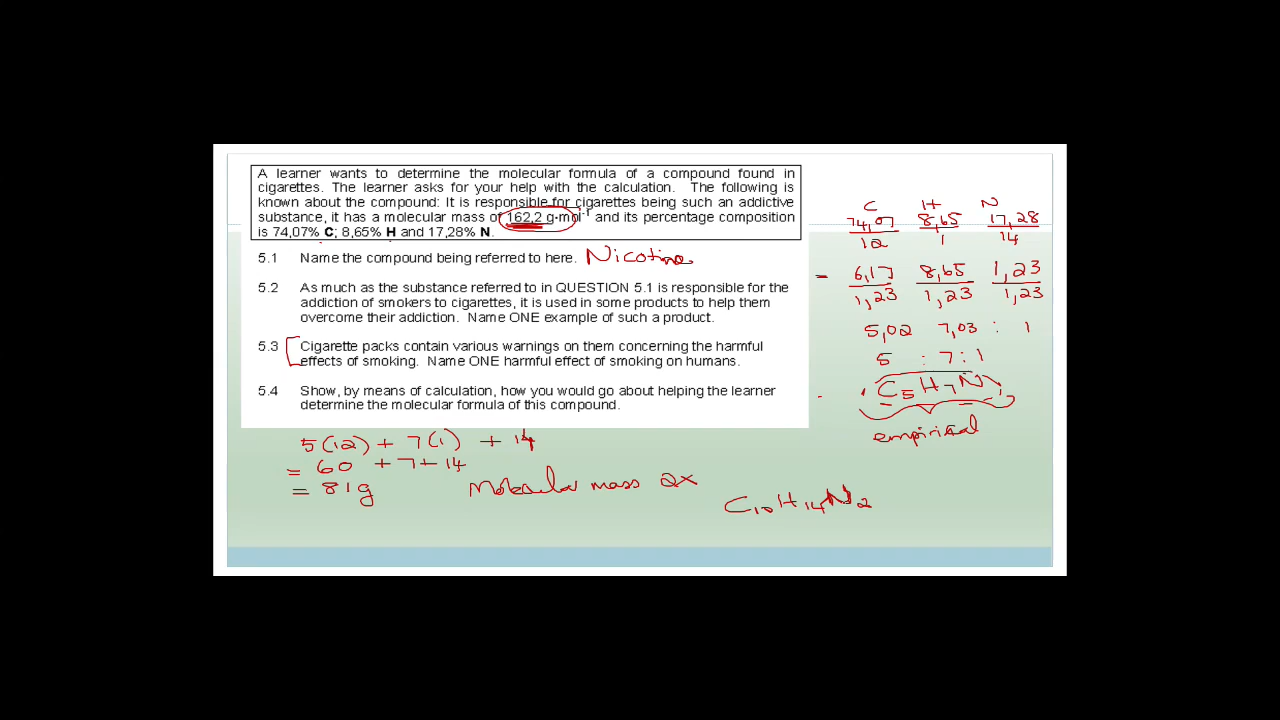 A learner wants to determine the molecular formula of a compound found in
cigarettes. The learner asks for your help with the calculation. The following is
known about the compound: It is responsible for cigarettes being such an addictive
substance, it has a molecular mass of 162,2 g·mol⁻¹ and its percentage composition
is 74,07% C; 8,65% H and 17,28% N.
5.1 Name the compound being referred to here. Nicotine
5.2 As much as the substance referred to in QUESTION 5.1 is responsible for the
addiction of smokers to cigarettes, it is used in some products to help them
overcome their addiction. Name ONE example of such a product.
5.3 Cigarette packs contain various warnings on them concerning the harmful
effects of smoking. Name ONE harmful effect of smoking on humans.
5.4 Show, by means of calculation, how you would go about helping the learner
determine the molecular formula of this compound.
C H N
74,07 8,65 17,28
12 1 14
= 6,17 8,65 1,23
1,23 1,23 1,23
5,02 7,03 : 1
5 : 7 : 1
C₅H₇N
empirical
5(12) + 7(1) + 14
= 60 + 7 + 14
= 81g
Molecular mass 2x
C₁₀H₁₄N₂